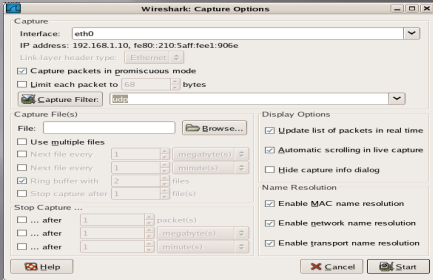 Wireshark: Capture Options
Capture
Interface: eth0
IP address: 192.168.1.10, fe80::210:5aff:fee1:906e
Link-layer header type: Ethernet
Capture packets in promiscuous mode
Limit each packet to 68 bytes
Capture Filter: udp
Capture File(s)
File: Browse...
Use multiple files
Next file every 1 megabyte(s)
Next file every 1 minute(s)
Ring buffer with 2 files
Stop capture after 1 file(s)
Stop Capture ...
... after 1 packet(s)
... after 1 megabyte(s)
... after 1 minute(s)
Display Options
Update list of packets in real time
Automatic scrolling in live capture
Hide capture info dialog
Name Resolution
Enable MAC name resolution
Enable network name resolution
Enable transport name resolution
Help Cancel Start